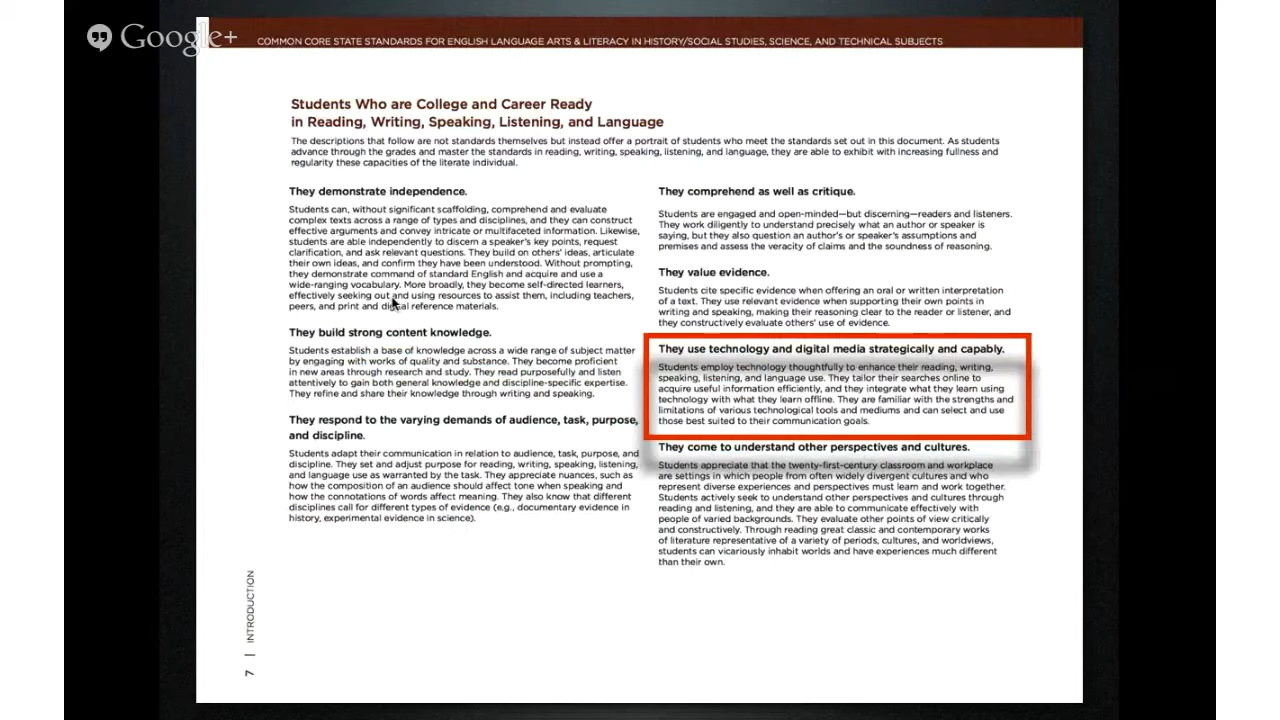 Google+
COMMON CORE STATE STANDARDS FOR ENGLISH LANGUAGE ARTS & LITERACY IN HISTORY/SOCIAL STUDIES, SCIENCE, AND TECHNICAL SUBJECTS
Students Who are College and Career Ready
in Reading, Writing, Speaking, Listening, and Language
The descriptions that follow are not standards themselves but instead offer a portrait of students who meet the standards set out in this document. As students
advance through the grades and master the standards in reading, writing, speaking, listening, and language, they are able to exhibit with increasing fullness and
regularity these capacities of the literate individual.
They demonstrate independence.
Students can, without significant scaffolding, comprehend and evaluate
complex texts across a range of types and disciplines, and they can construct
effective arguments and convey intricate or multifaceted information. Likewise,
students are able independently to discern a speaker's key points, request
clarification, and ask relevant questions. They build on others' ideas, articulate
their own ideas, and confirm they have been understood. Without prompting,
they demonstrate command of standard English and acquire and use a
wide-ranging vocabulary. More broadly, they become self-directed learners,
effectively seeking out and using resources to assist them, including teachers,
peers, and print and digital reference materials.
They build strong content knowledge.
Students establish a base of knowledge across a wide range of subject matter
by engaging with works of quality and substance. They become proficient
in new areas through research and study. They read purposefully and listen
attentively to gain both general knowledge and discipline-specific expertise.
They refine and share their knowledge through writing and speaking.
They respond to the varying demands of audience, task, purpose,
and discipline.
Students adapt their communication in relation to audience, task, purpose, and
discipline. They set and adjust purpose for reading, writing, speaking, listening,
and language use as warranted by the task. They appreciate nuances, such as
how the composition of an audience should affect tone when speaking and
how the connotations of words affect meaning. They also know that different
disciplines call for different types of evidence (e.g., documentary evidence in
history, experimental evidence in science).
They comprehend as well as critique.
Students are engaged and open-minded—but discerning—readers and listeners.
They work diligently to understand precisely what an author or speaker is
saying, but they also question an author's or speaker's assumptions and
premises and assess the veracity of claims and the soundness of reasoning.
They value evidence.
Students cite specific evidence when offering an oral or written interpretation
of a text. They use relevant evidence when supporting their own points in
writing and speaking, making their reasoning clear to the reader or listener, and
they constructively evaluate others' use of evidence.
They use technology and digital media strategically and capably.
Students employ technology thoughtfully to enhance their reading, writing,
speaking, listening, and language use. They tailor their searches online to
acquire useful information efficiently, and they integrate what they learn using
technology with what they learn offline. They are familiar with the strengths and
limitations of various technological tools and mediums and can select and use
those best suited to their communication goals.
They come to understand other perspectives and cultures.
Students appreciate that the twenty-first-century classroom and workplace
are settings in which people from often widely divergent cultures and who
represent diverse experiences and perspectives must learn and work together.
Students actively seek to understand other perspectives and cultures through
reading and listening, and they are able to communicate effectively with
people of varied backgrounds. They evaluate other points of view critically
and constructively. Through reading great classic and contemporary works
of literature representative of a variety of periods, cultures, and worldviews,
students can vicariously inhabit worlds and have experiences much different
than their own.
7 | INTRODUCTION